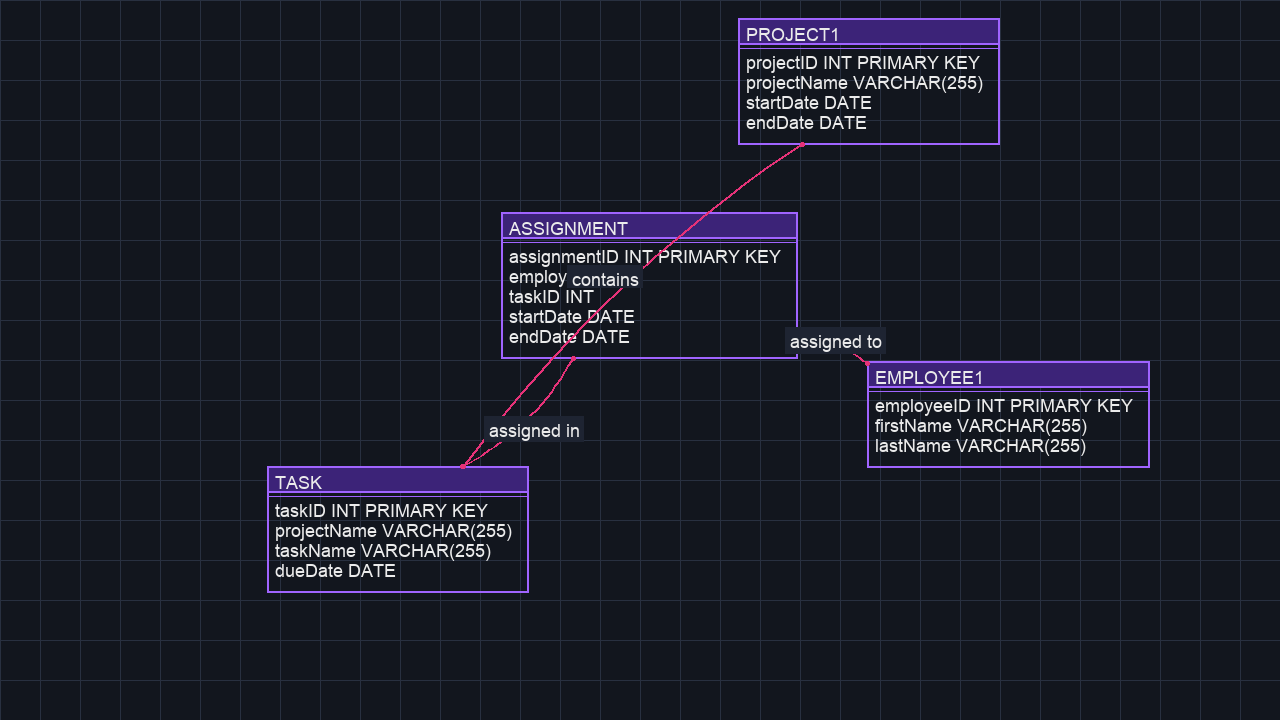 PROJECT1
projectID INT PRIMARY KEY
projectName VARCHAR(255)
startDate DATE
endDate DATE
ASSIGNMENT
assignmentID INT PRIMARY KEY
employ
contains
taskID INT
startDate DATE
endDate DATE
assigned to
EMPLOYEE1
employeeID INT PRIMARY KEY
firstName VARCHAR(255)
lastName VARCHAR(255)
assigned in
TASK
taskID INT PRIMARY KEY
projectName VARCHAR(255)
taskName VARCHAR(255)
dueDate DATE